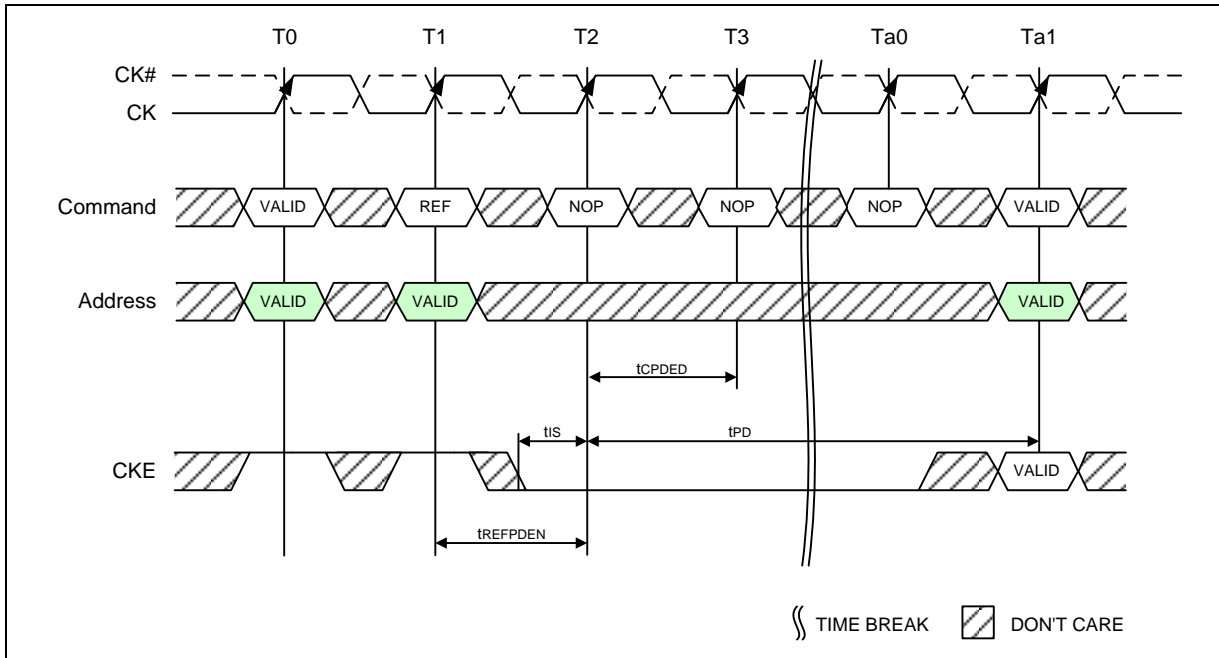 T0 T1 T2 T3 Ta0 Ta1
CK#
CK
Command VALID REF NOP NOP NOP VALID
Address VALID VALID VALID
tCPDED
tIS tPD
CKE VALID
tREFPDEN
TIME BREAK DON'T CARE